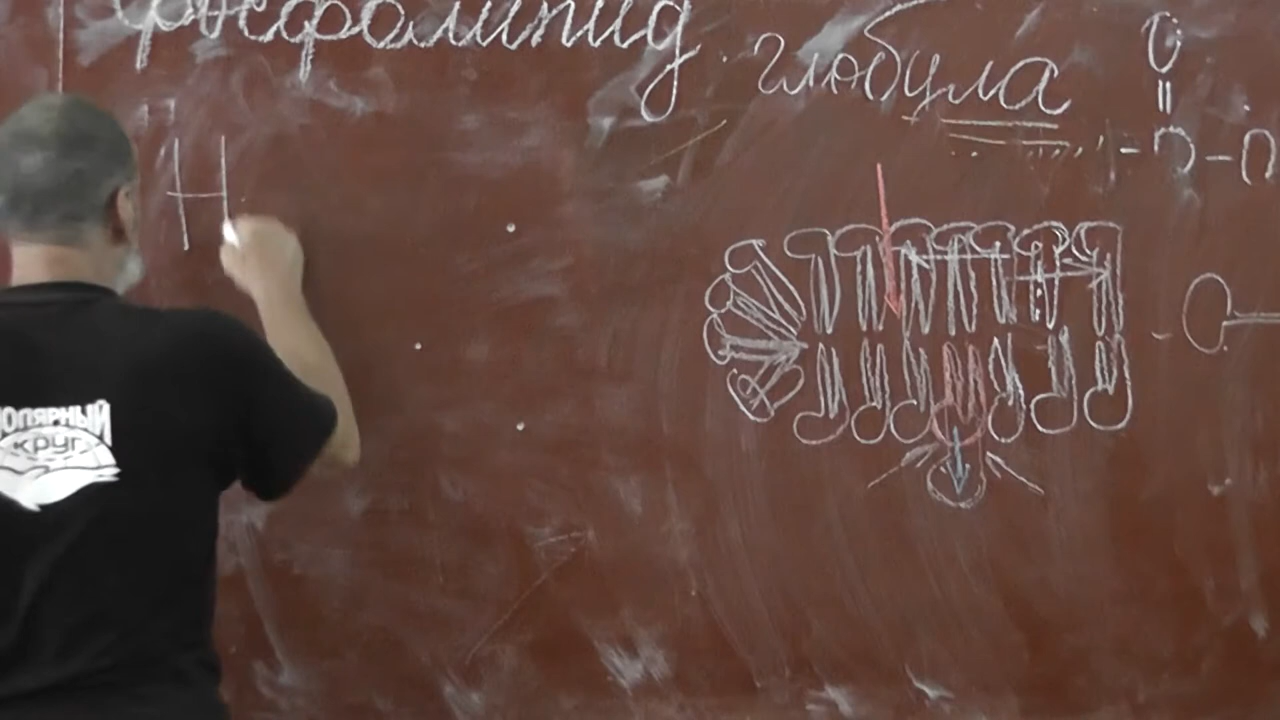 фосфолипид
глобула
O
H
ПОЛЯРНЫЙ
круг